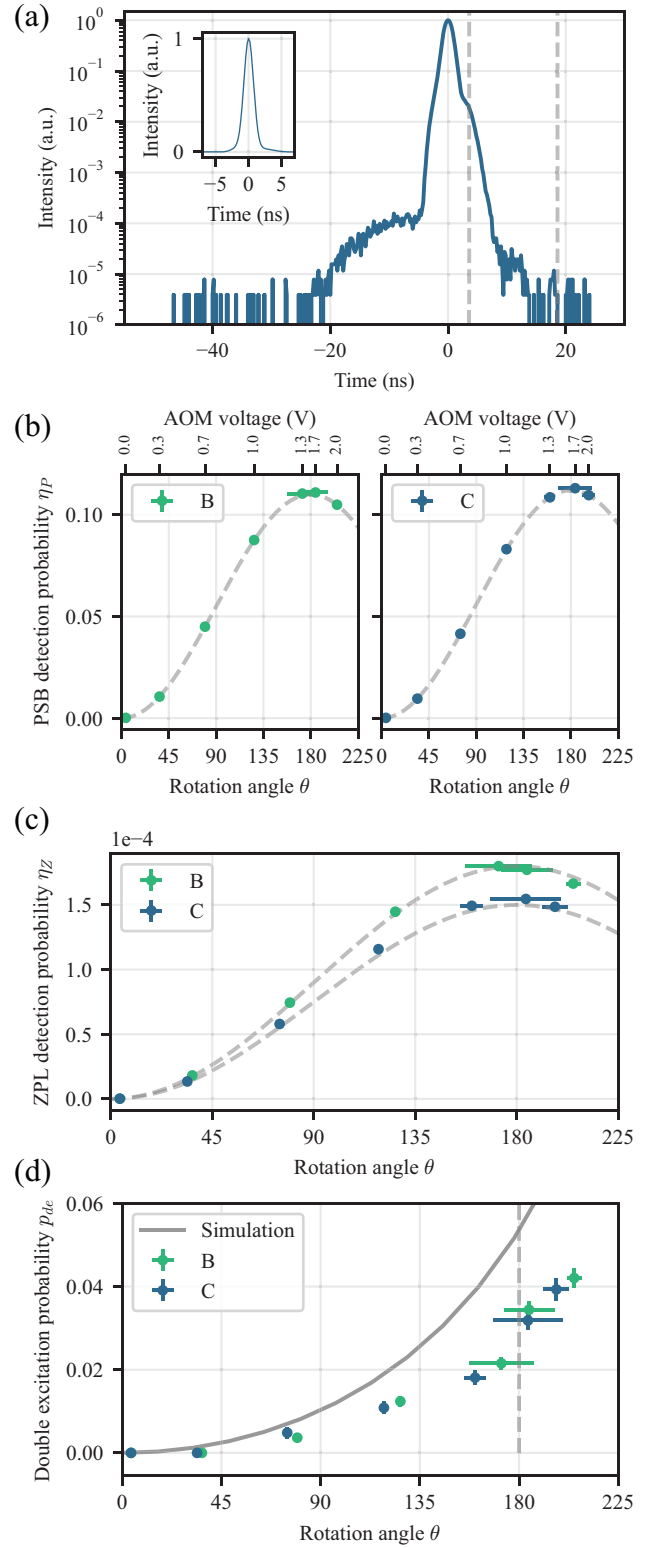 (a)
10⁰
10⁻¹
10⁻²
10⁻³
10⁻⁴
10⁻⁵
10⁻⁶
Intensity (a.u.)
1
0
Intensity (a.u.)
−5 0 5
Time (ns)
−40 −20 0 20
Time (ns)
(b)
AOM voltage (V)
0.0 0.3 0.7 1.0 1.3 1.7 2.0
AOM voltage (V)
0.0 0.3 0.7 1.0 1.3 1.7 2.0
PSB detection probability ηP
0.10
0.05
0.00
B
C
0 45 90 135 180 225
0 45 90 135 180 225
Rotation angle θ
Rotation angle θ
(c)
1e−4
ZPL detection probability ηZ
1.5
1.0
0.5
0.0
B
C
0 45 90 135 180 225
Rotation angle θ
(d)
Double excitation probability pde
0.06
0.04
0.02
0.00
Simulation
B
C
0 45 90 135 180 225
Rotation angle θ